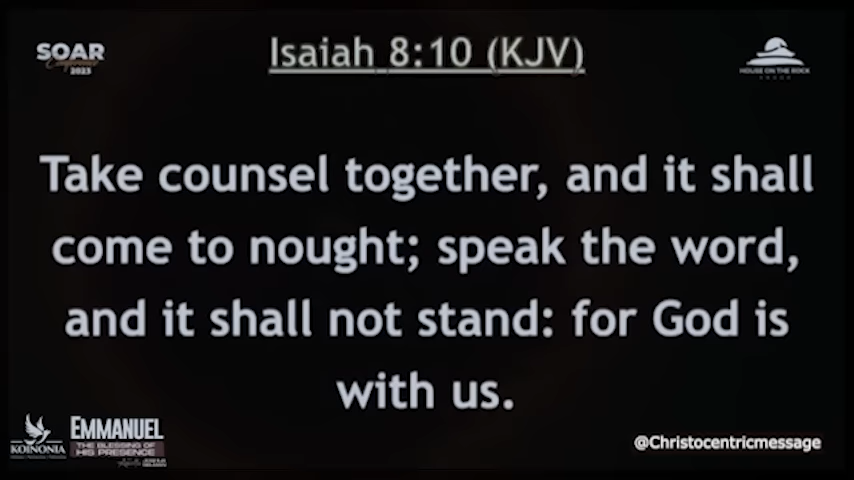 SOAR
Conference
2023
Isaiah 8:10 (KJV)
HOUSE ON THE ROCK
Take counsel together, and it shall
come to nought; speak the word,
and it shall not stand: for God is
with us.
KOINONIA
EMMANUEL
THE BLESSING OF
HIS PRESENCE
@Christocentricmessage